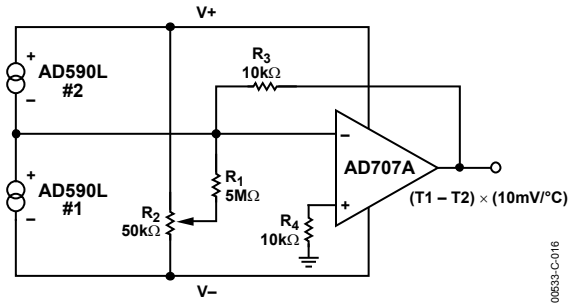 V+
+
AD590L
#2
–
R3
10kΩ
+
AD590L
#1
–
R1
5MΩ
R2
50kΩ
–
AD707A
+
(T1 – T2) × (10mV/°C)
R4
10kΩ
V–
00533-C-016